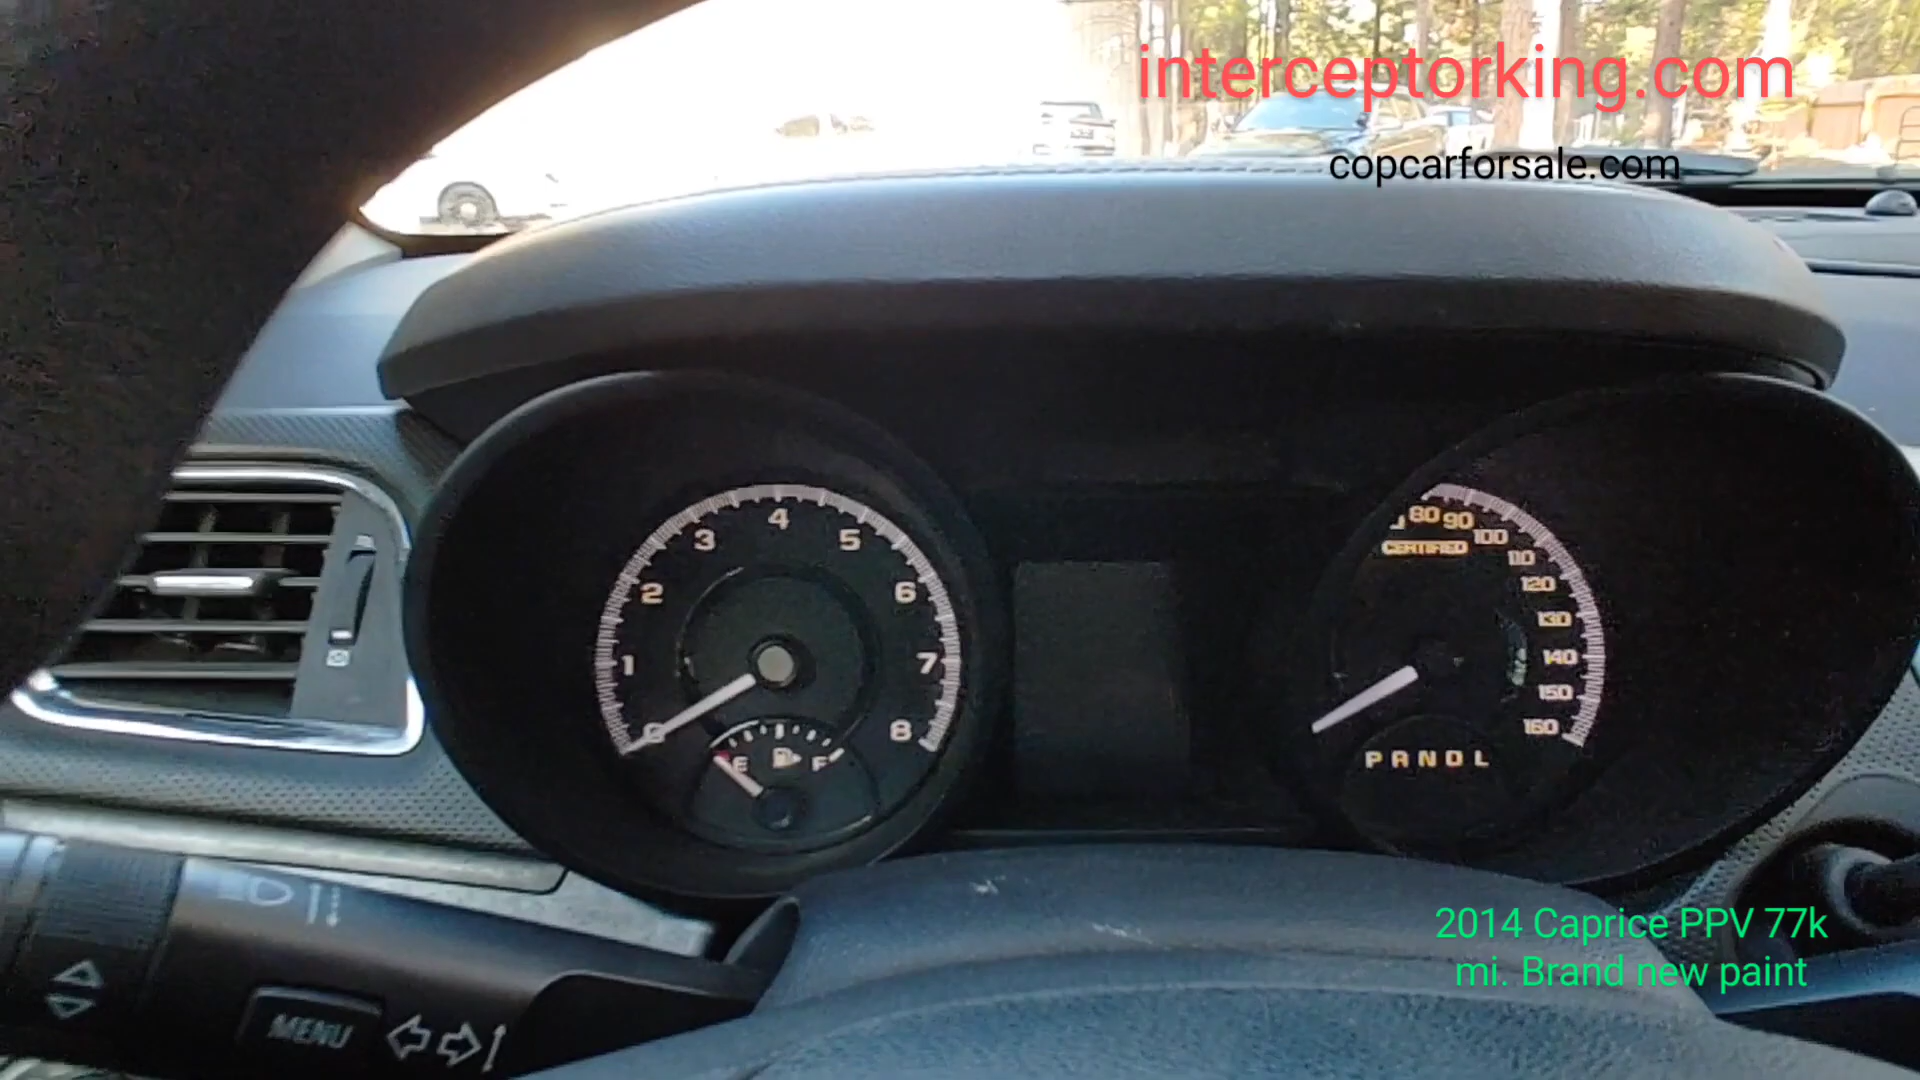 interceptorking.com
copcarforsale.com
1 2 3 4 5 6 7 8
E F
80 90 100 110 120 130 140 150 160
CERTIFIED
P R N D L
MENU
2014 Caprice PPV 77k
mi. Brand new paint